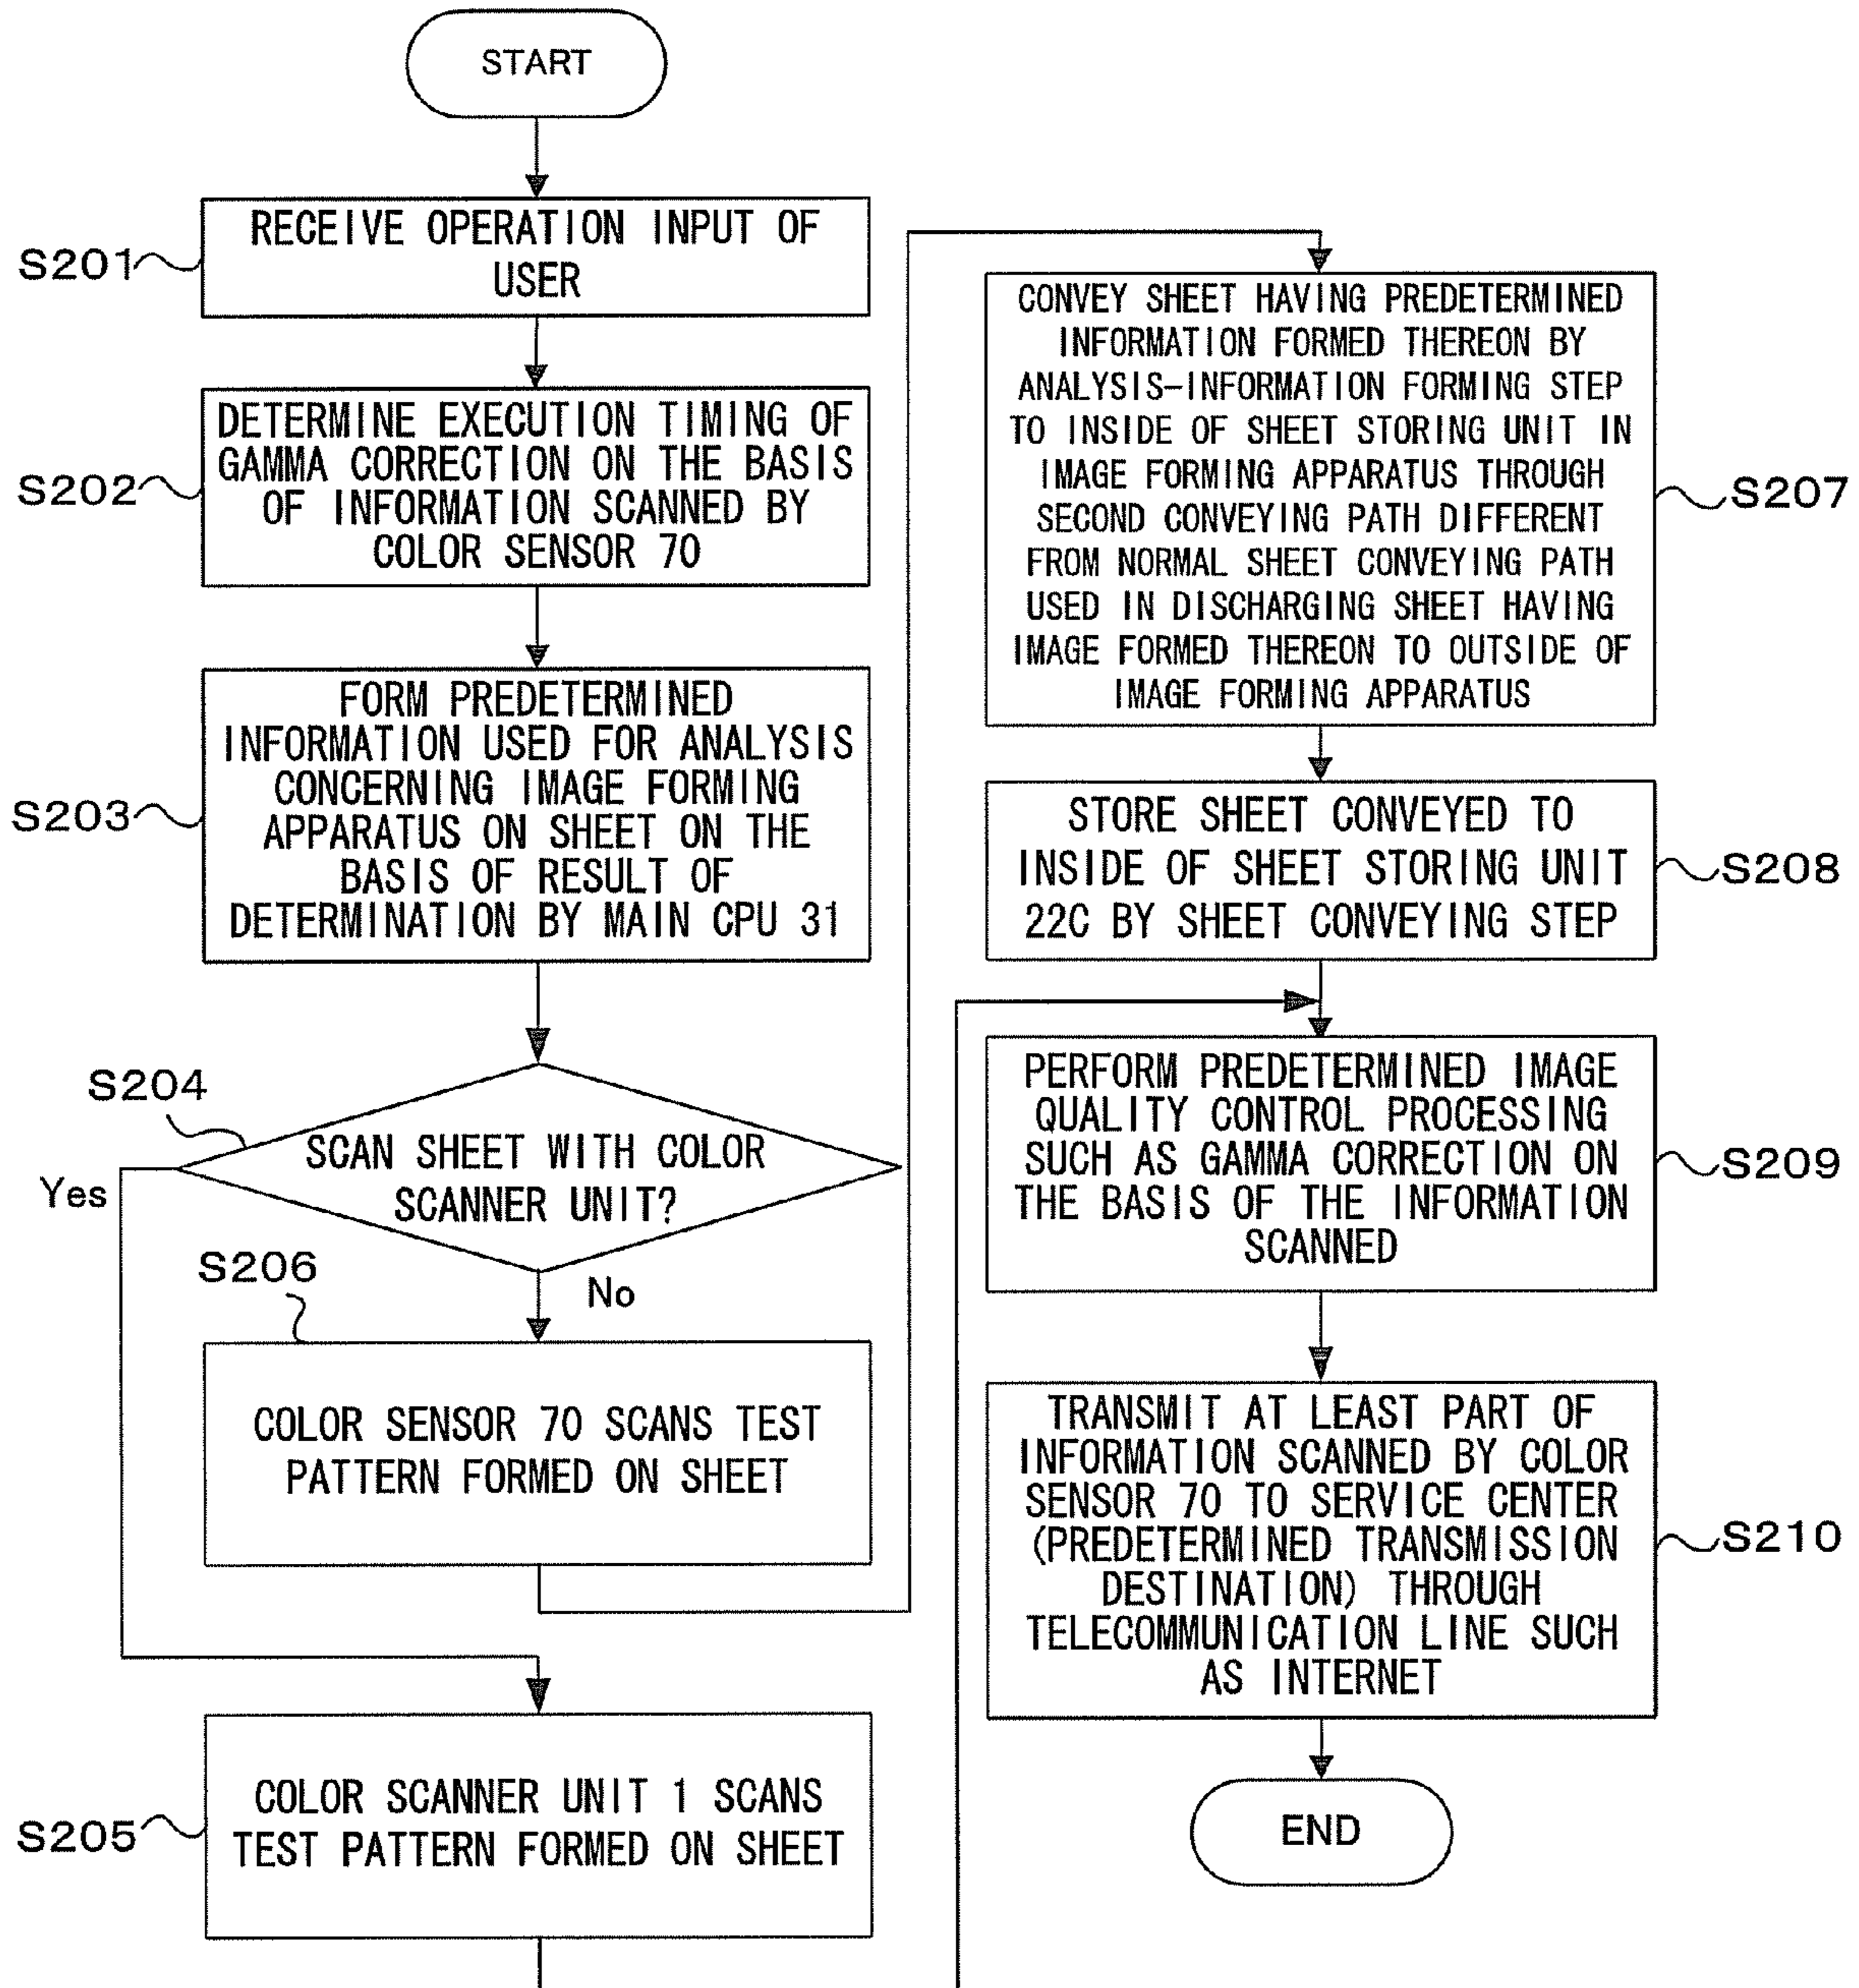 START
S201
RECEIVE OPERATION INPUT OF
USER
S202
DETERMINE EXECUTION TIMING OF
GAMMA CORRECTION ON THE BASIS
OF INFORMATION SCANNED BY
COLOR SENSOR 70
S203
FORM PREDETERMINED
INFORMATION USED FOR ANALYSIS
CONCERNING IMAGE FORMING
APPARATUS ON SHEET ON THE
BASIS OF RESULT OF
DETERMINATION BY MAIN CPU 31
S204
SCAN SHEET WITH COLOR
SCANNER UNIT?
Yes
No
S206
COLOR SENSOR 70 SCANS TEST
PATTERN FORMED ON SHEET
S205
COLOR SCANNER UNIT 1 SCANS
TEST PATTERN FORMED ON SHEET
CONVEY SHEET HAVING PREDETERMINED
INFORMATION FORMED THEREON BY
ANALYSIS-INFORMATION FORMING STEP
TO INSIDE OF SHEET STORING UNIT IN
IMAGE FORMING APPARATUS THROUGH
SECOND CONVEYING PATH DIFFERENT
FROM NORMAL SHEET CONVEYING PATH
USED IN DISCHARGING SHEET HAVING
IMAGE FORMED THEREON TO OUTSIDE OF
IMAGE FORMING APPARATUS
S207
STORE SHEET CONVEYED TO
INSIDE OF SHEET STORING UNIT
22C BY SHEET CONVEYING STEP
S208
PERFORM PREDETERMINED IMAGE
QUALITY CONTROL PROCESSING
SUCH AS GAMMA CORRECTION ON
THE BASIS OF THE INFORMATION
SCANNED
S209
TRANSMIT AT LEAST PART OF
INFORMATION SCANNED BY COLOR
SENSOR 70 TO SERVICE CENTER
(PREDETERMINED TRANSMISSION
DESTINATION) THROUGH
TELECOMMUNICATION LINE SUCH
AS INTERNET
S210
END